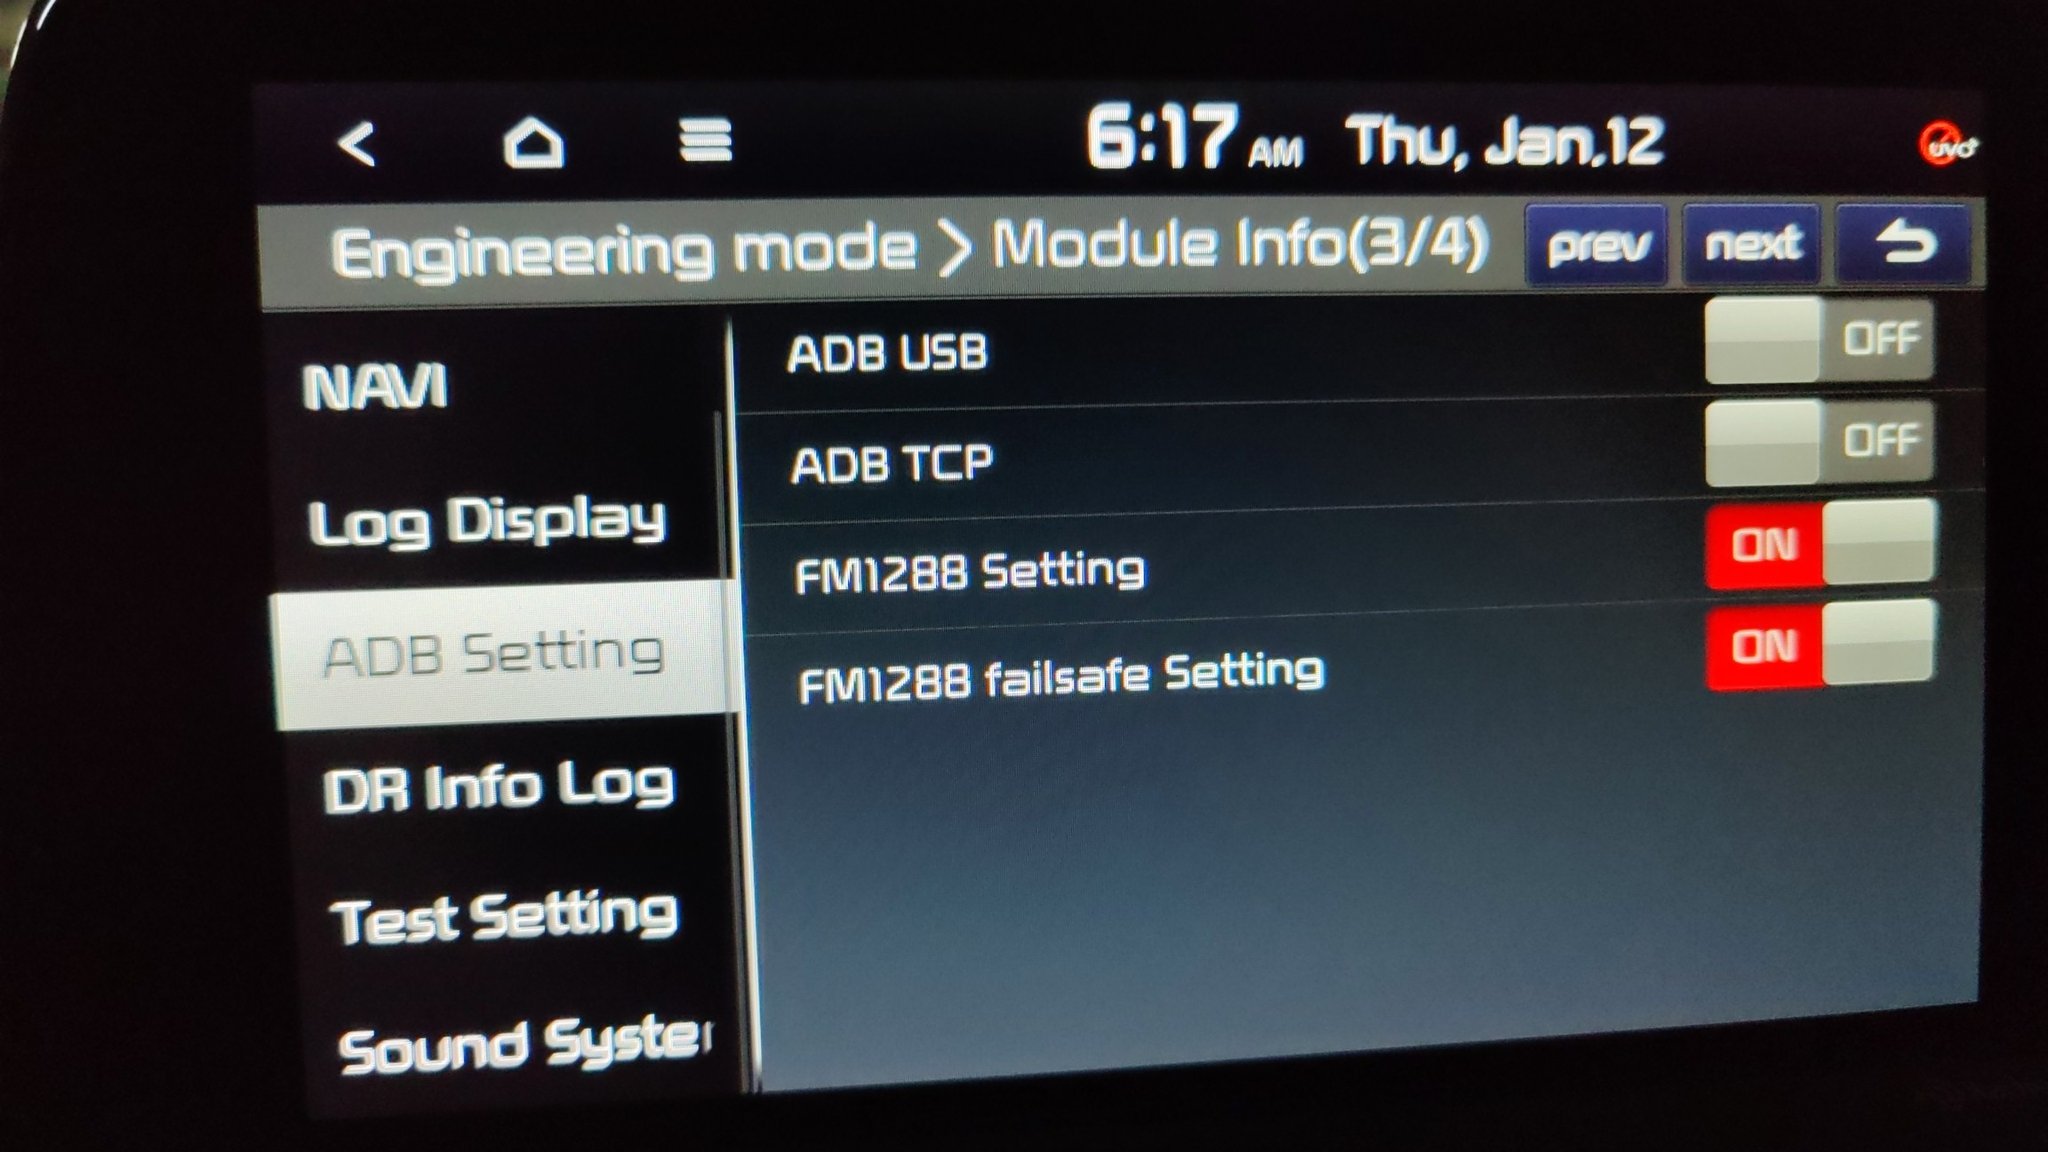 6:17 AM Thu, Jan.12
UVO
Engineering mode > Module Info(3/4) prev next
NAVI
Log Display
ADB Setting
DR Info Log
Test Setting
Sound System
ADB USB OFF
ADB TCP OFF
FM1288 Setting ON
FM1288 failsafe Setting ON